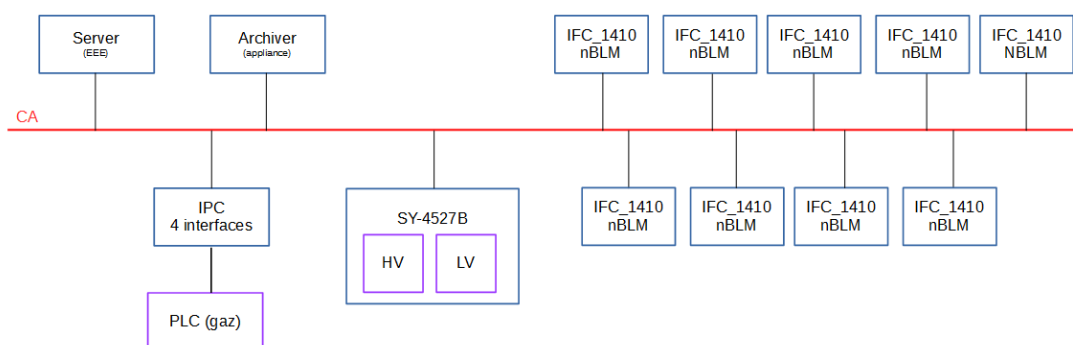 Server
(EEE)
Archiver
(appliance)
IFC_1410
nBLM
IFC_1410
nBLM
IFC_1410
nBLM
IFC_1410
nBLM
IFC_1410
NBLM
CA
IPC
4 interfaces
SY-4527B
HV
LV
IFC_1410
nBLM
IFC_1410
nBLM
IFC_1410
nBLM
IFC_1410
nBLM
PLC (gaz)